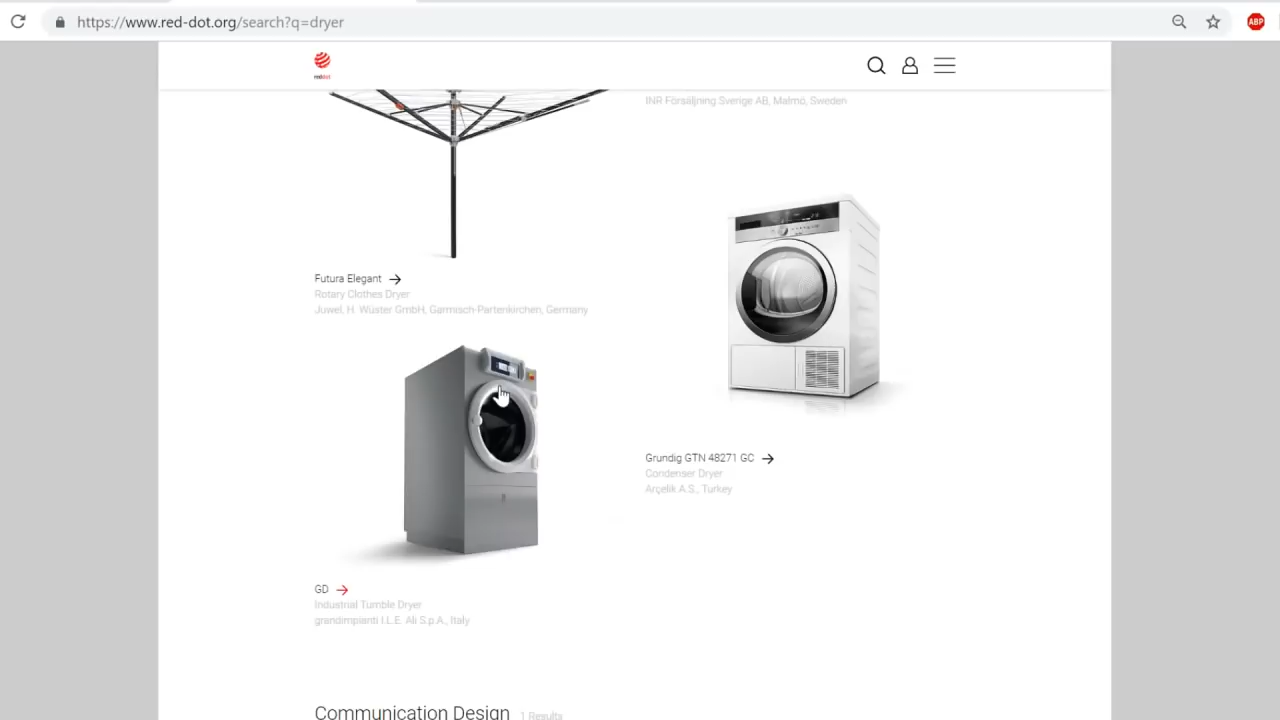 https://www.red-dot.org/search?q=dryer
ABP
reddot
INR Försäljning Sverige AB, Malmö, Sweden
Futura Elegant →
Rotary Clothes Dryer
Juwel, H. Wüster GmbH, Garmisch-Partenkirchen, Germany
Grundig GTN 48271 GC →
Condenser Dryer
Arçelik A.S., Turkey
GD →
Industrial Tumble Dryer
grandimpianti I.L.E. Ali S.p.A., Italy
Communication Design 1 Results